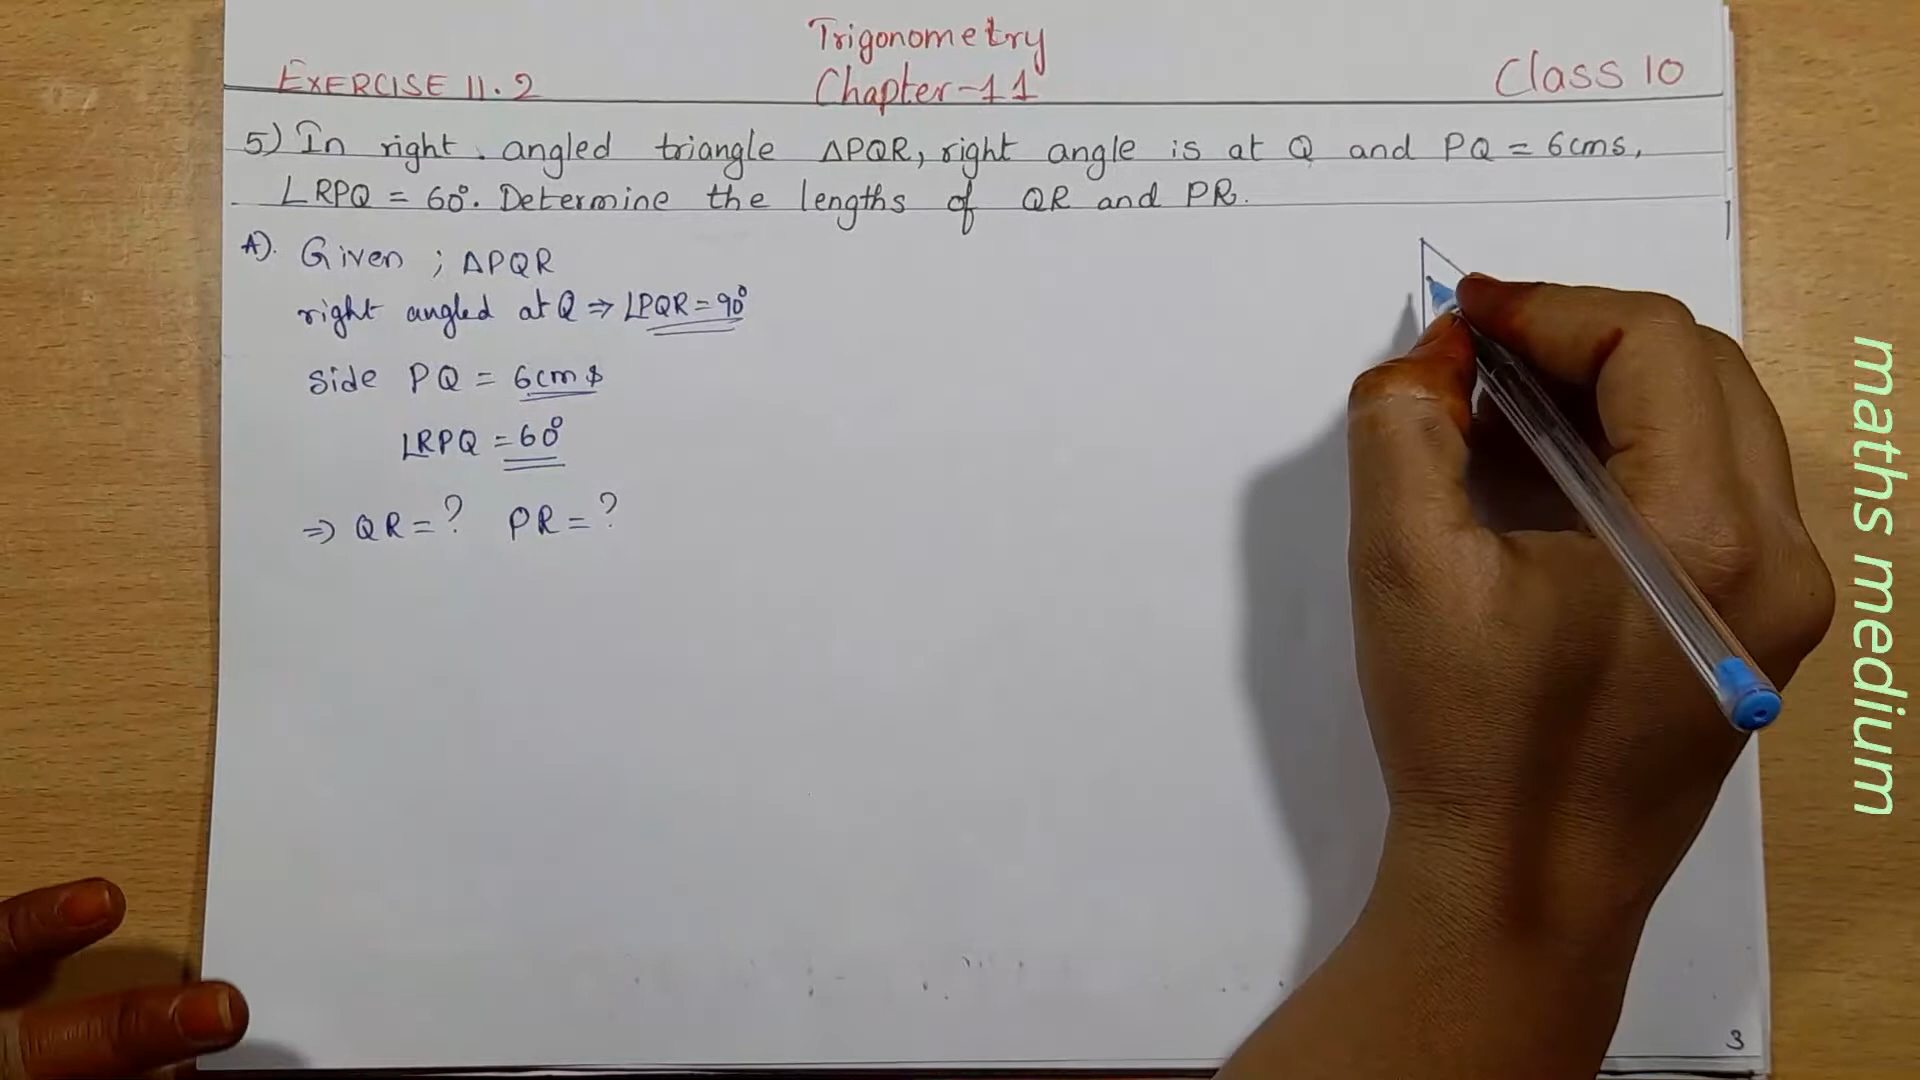 Trigonometry
EXERCISE 11.2 Chapter-11 Class 10
5) In right angled triangle ΔPQR, right angle is at Q and PQ = 6cms,
∠RPQ = 60°. Determine the lengths of QR and PR.
A). Given ; ΔPQR
right angled at Q ⇒ ∠PQR = 90°
side PQ = 6cms
∠RPQ = 60°
⇒ QR = ? PR = ?
3
maths medium